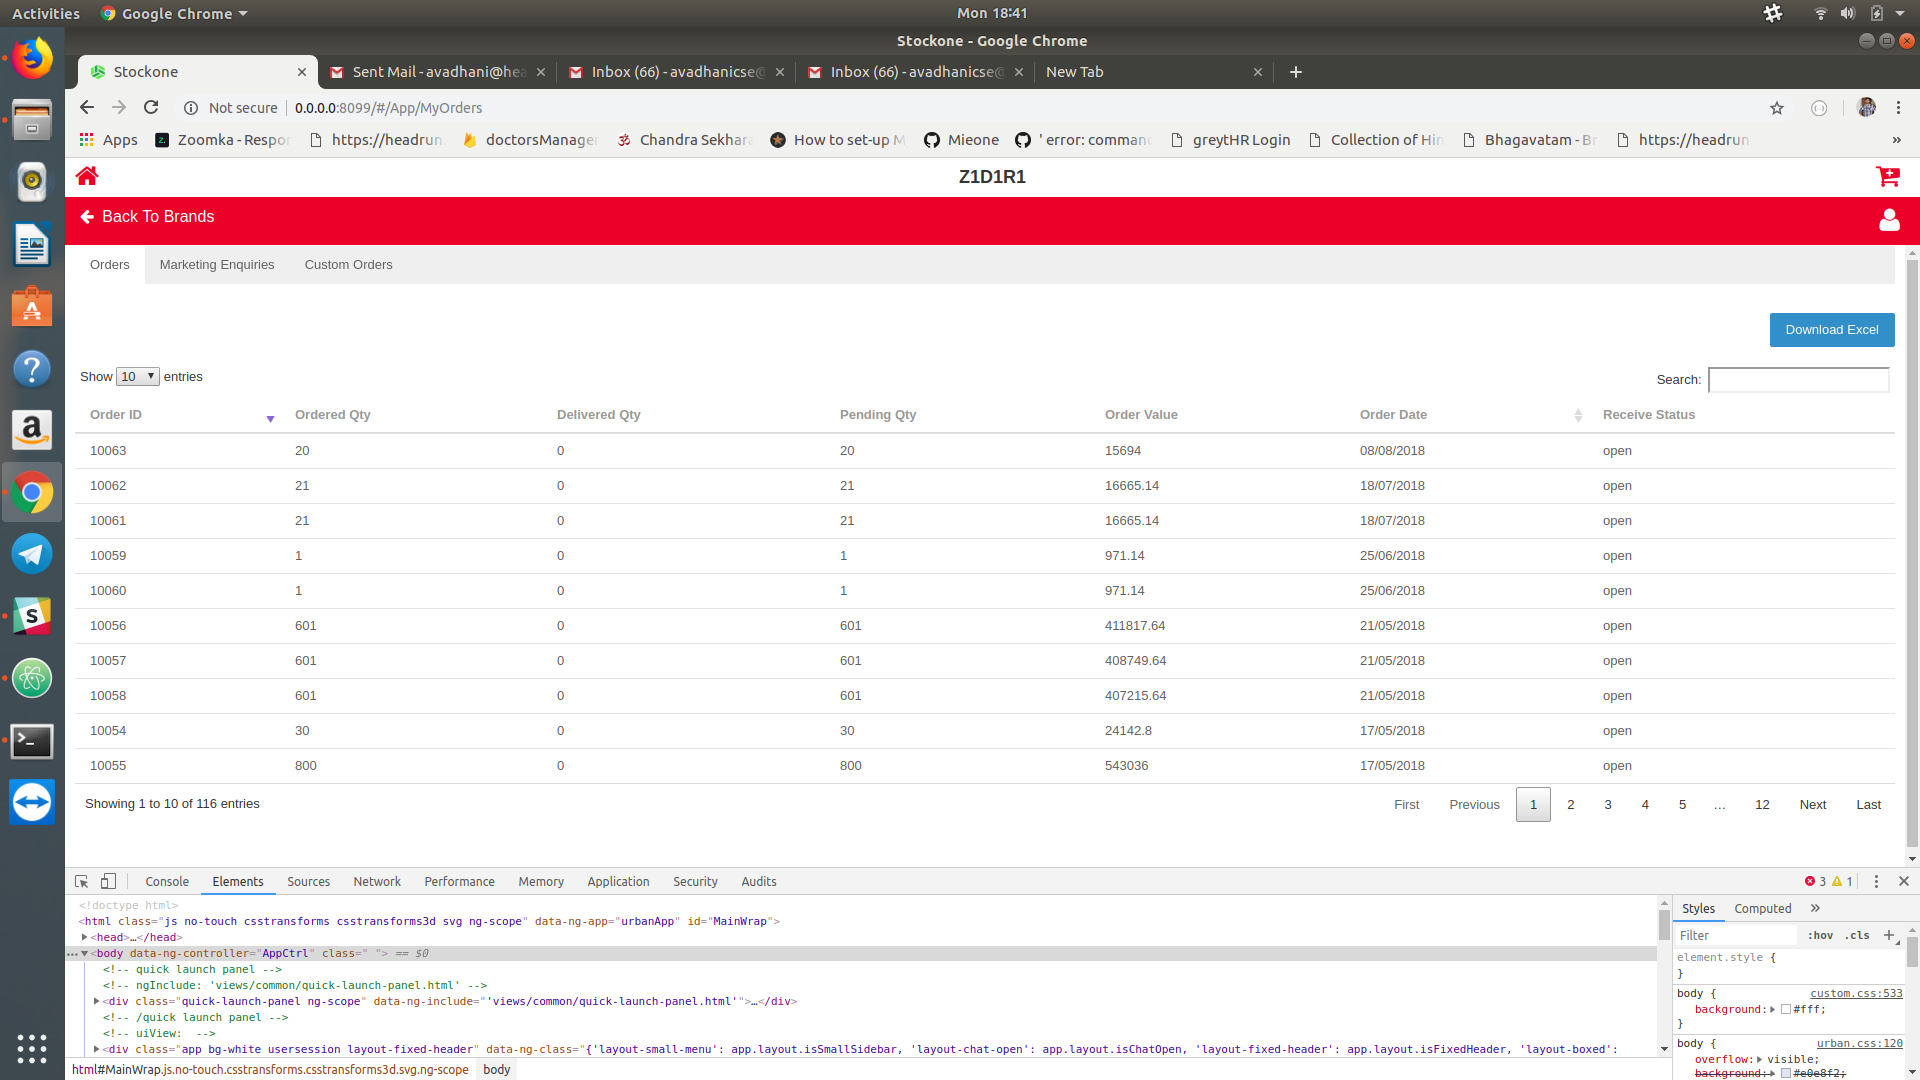 Activities Google Chrome Mon 18:41
Stockone - Google Chrome
Stockone Sent Mail - avadhani@hea Inbox (66) - avadhanicse@ Inbox (66) - avadhanicse@ New Tab
Not secure 0.0.0.0:8099/#/App/MyOrders
Apps Zoomka - Respor https://headrun doctorsManager Chandra Sekhara How to set-up M Mieone ' error: comman greytHR Login Collection of Hin Bhagavatam - Br https://headrun »
Z1D1R1
Back To Brands
Orders Marketing Enquiries Custom Orders
Download Excel
Show 10 entries Search:
Order ID Ordered Qty Delivered Qty Pending Qty Order Value Order Date Receive Status
10063 20 0 20 15694 08/08/2018 open
10062 21 0 21 16665.14 18/07/2018 open
10061 21 0 21 16665.14 18/07/2018 open
10059 1 0 1 971.14 25/06/2018 open
10060 1 0 1 971.14 25/06/2018 open
10056 601 0 601 411817.64 21/05/2018 open
10057 601 0 601 408749.64 21/05/2018 open
10058 601 0 601 407215.64 21/05/2018 open
10054 30 0 30 24142.8 17/05/2018 open
10055 800 0 800 543036 17/05/2018 open
Showing 1 to 10 of 116 entries First Previous 1 2 3 4 5 … 12 Next Last
Console Elements Sources Network Performance Memory Application Security Audits 3 1
<!doctype html>
<html class="js no-touch csstransforms csstransforms3d svg ng-scope" data-ng-app="urbanApp" id="MainWrap">
<head>…</head>
<body data-ng-controller="AppCtrl" class=" "> == $0
<!-- quick launch panel -->
<!-- ngInclude: 'views/common/quick-launch-panel.html' -->
<div class="quick-launch-panel ng-scope" data-ng-include="'views/common/quick-launch-panel.html'">…</div>
<!-- /quick launch panel -->
<!-- uiView:  -->
<div class="app bg-white usersession layout-fixed-header" data-ng-class="{'layout-small-menu': app.layout.isSmallSidebar, 'layout-chat-open': app.layout.isChatOpen, 'layout-fixed-header': app.layout.isFixedHeader, 'layout-boxed':
html#MainWrap.js.no-touch.csstransforms.csstransforms3d.svg.ng-scope body
Styles Computed »
Filter :hov .cls +
element.style {
}
body { custom.css:533
background: #fff;
}
body { urban.css:120
overflow: visible;
background: #e0e8f2;